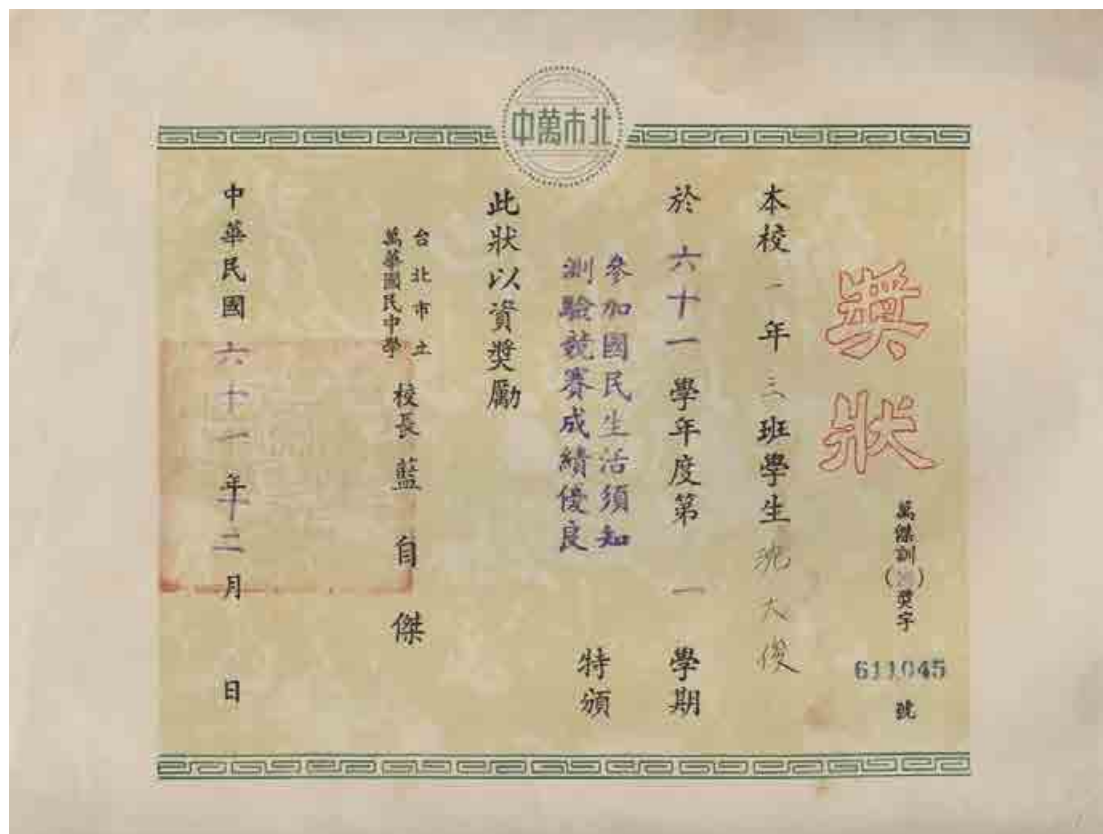 北市萬中
獎狀
萬傑訓()獎字
611045
號
本校一年三班學生沈大俊
於六十一學年度第一學期
參加國民生活須知
測驗競賽成績優良
特頒
此狀以資獎勵
台北市立
萬華國民中學
校長藍自傑
中華民國六十一年十二月 日